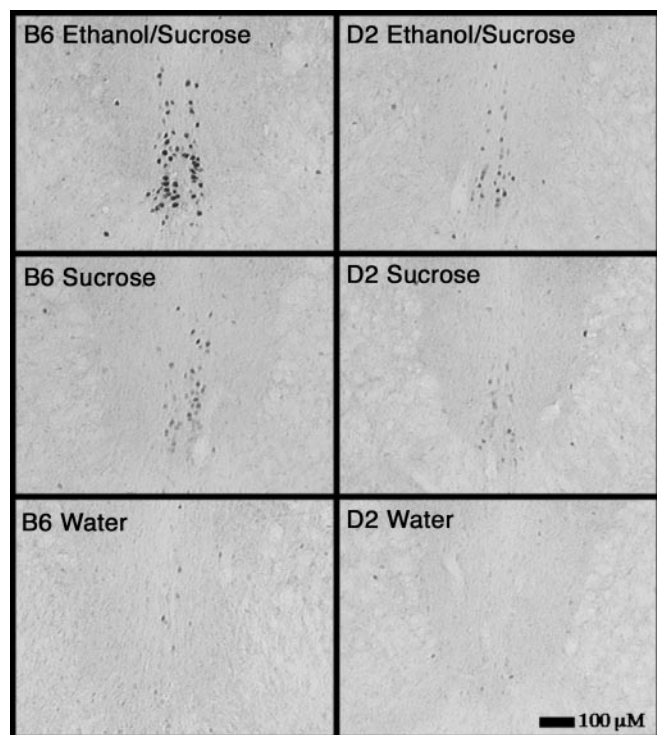 B6 Ethanol/Sucrose
D2 Ethanol/Sucrose
B6 Sucrose
D2 Sucrose
B6 Water
D2 Water
100 µM